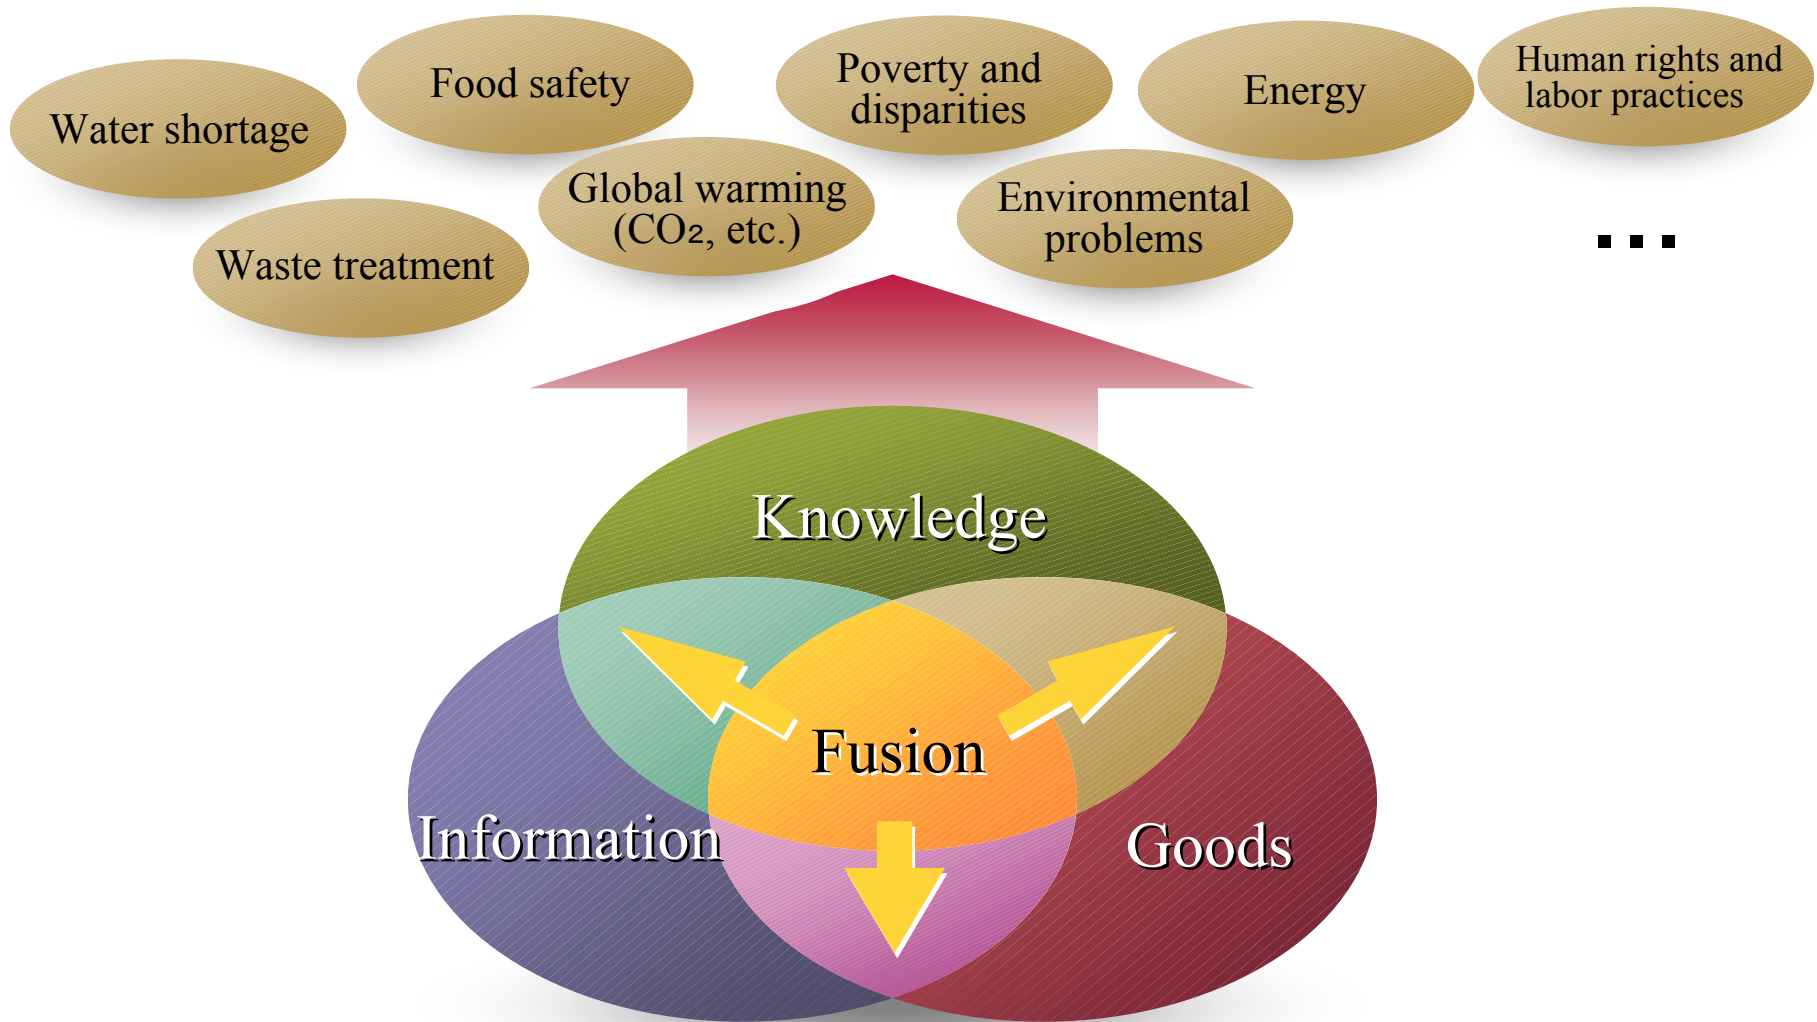 Water shortage
Food safety
Poverty and
disparities
Energy
Human rights and
labor practices
Waste treatment
Global warming
(CO₂, etc.)
Environmental
problems
...
Knowledge
Fusion
Information
Goods